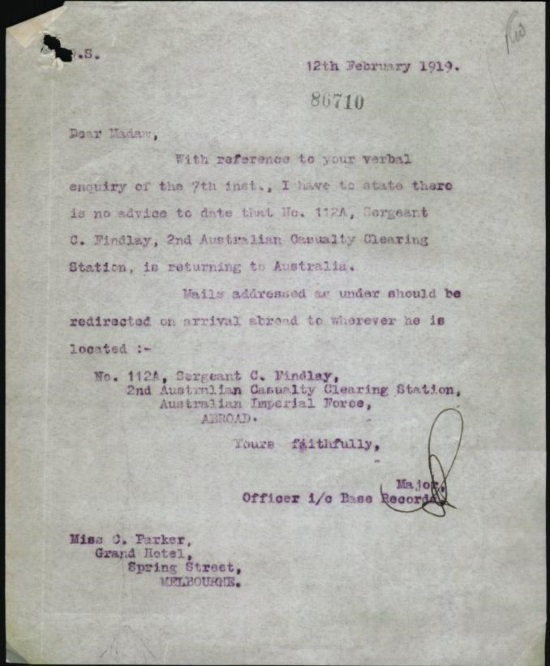 .S.
12th February 1919.
86710
Dear Madam,
With reference to your verbal
enquiry of the 7th inst., I have to state there
is no advice to date that No. 112A, Sergeant
C. Findlay, 2nd Australian Casualty Clearing
Station, is returning to Australia.
Mails addressed as under should be
redirected on arrival abroad to wherever he is
located :-
No. 112A, Sergeant C. Findlay,
2nd Australian Casualty Clearing Station,
Australian Imperial Force,
ABROAD.
Yours faithfully,
Major,
Officer i/c Base Records.
Miss C. Parker,
Grand Hotel,
Spring Street,
MELBOURNE.